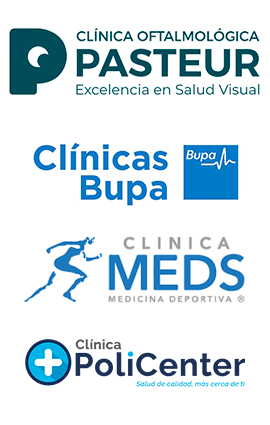 CLÍNICA OFTALMOLÓGICA
PASTEUR
Excelencia en Salud Visual
Clínicas
Bupa
Bupa
CLINICA
MEDS
MEDICINA DEPORTIVA ®
Clínica
PoliCenter
Salud de calidad, más cerca de ti